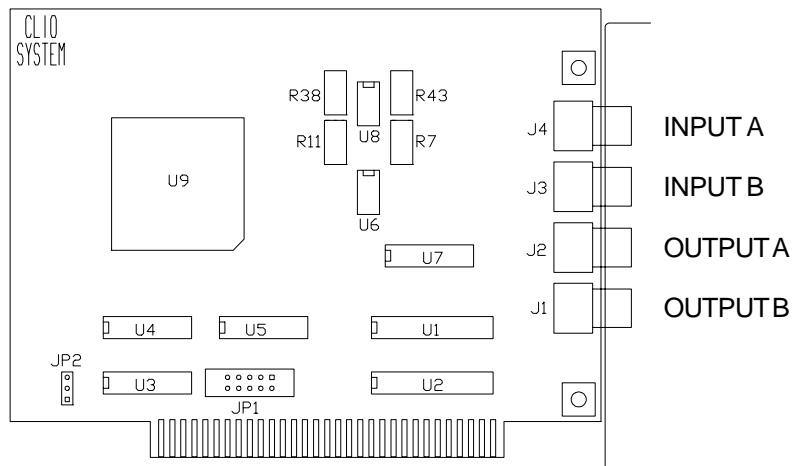 CLIO
SYSTEM
R38
R43
U8
R11
R7
J4
INPUT A
U9
J3
INPUT B
U6
J2
OUTPUT A
U7
J1
OUTPUT B
U4
U5
U1
JP2
U3
U2
JP1